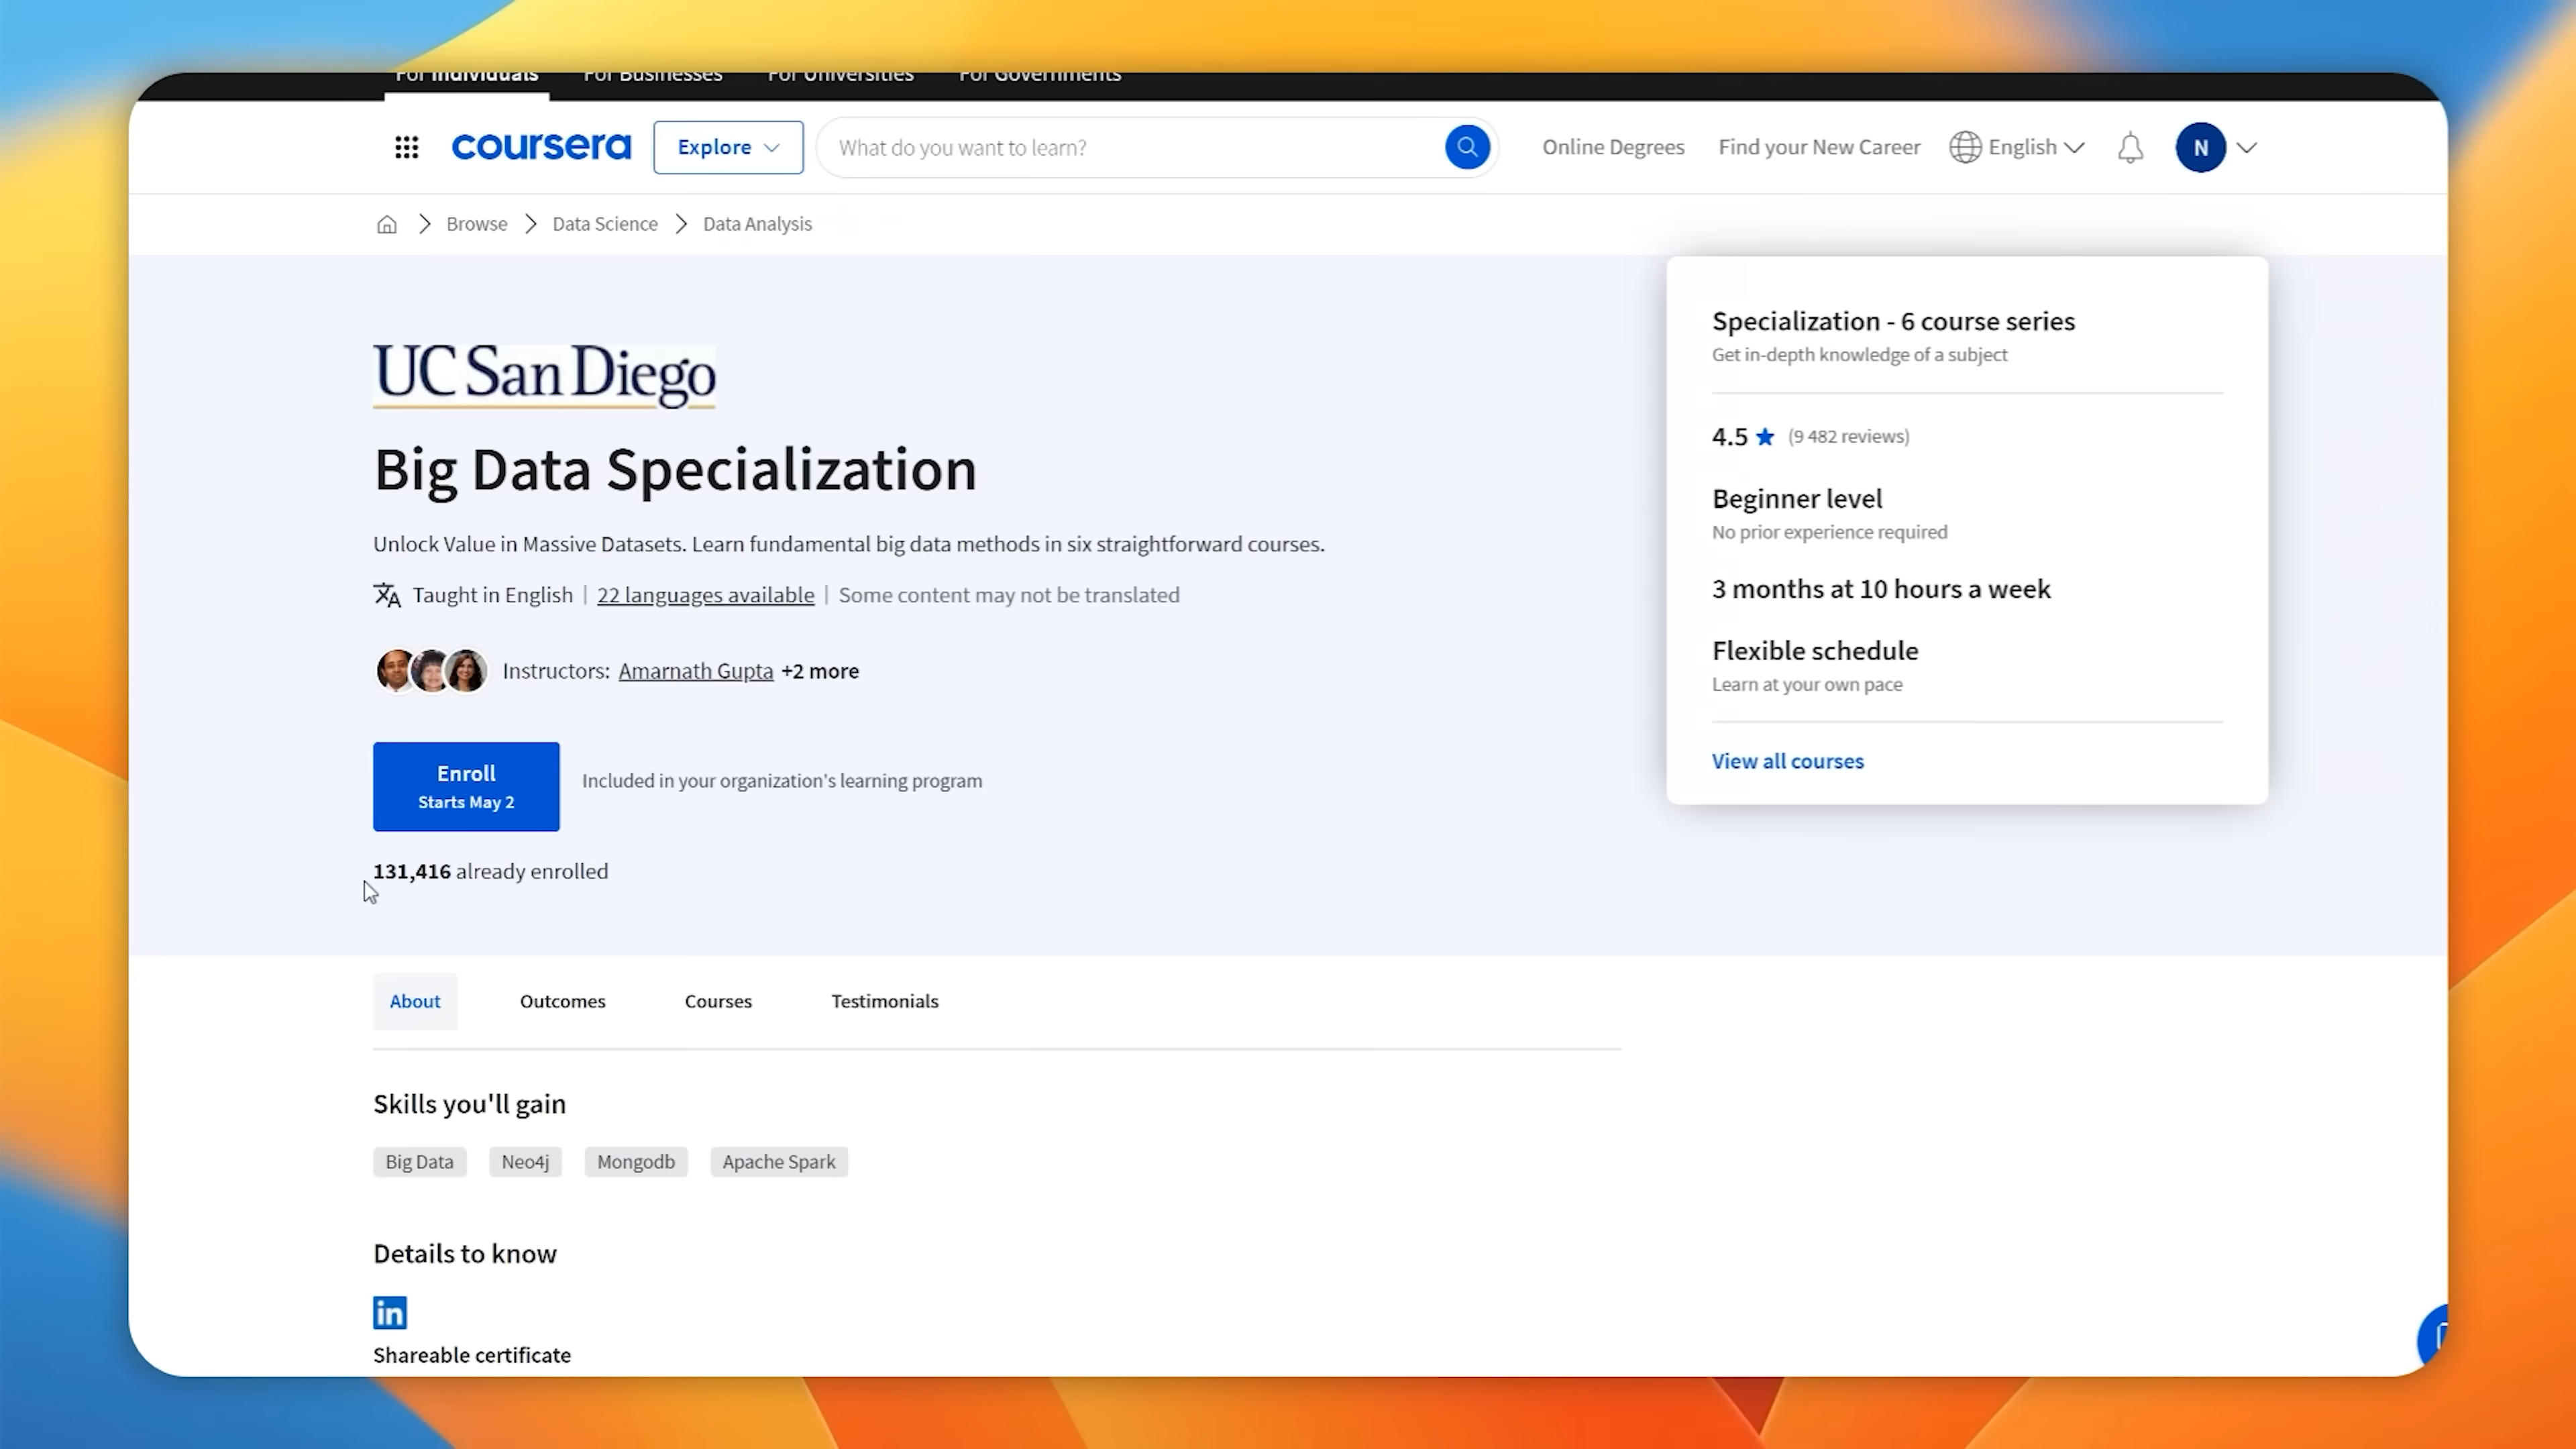 For Individuals For Businesses For Universities For Governments
coursera Explore What do you want to learn? Online Degrees Find your New Career English N
Browse Data Science Data Analysis
UC San Diego
Big Data Specialization
Unlock Value in Massive Datasets. Learn fundamental big data methods in six straightforward courses.
Taught in English | 22 languages available | Some content may not be translated
Instructors: Amarnath Gupta +2 more
Enroll
Starts May 2
Included in your organization's learning program
131,416 already enrolled
Specialization - 6 course series
Get in-depth knowledge of a subject
4.5 (9 482 reviews)
Beginner level
No prior experience required
3 months at 10 hours a week
Flexible schedule
Learn at your own pace
View all courses
About Outcomes Courses Testimonials
Skills you'll gain
Big Data Neo4j Mongodb Apache Spark
Details to know
in
Shareable certificate